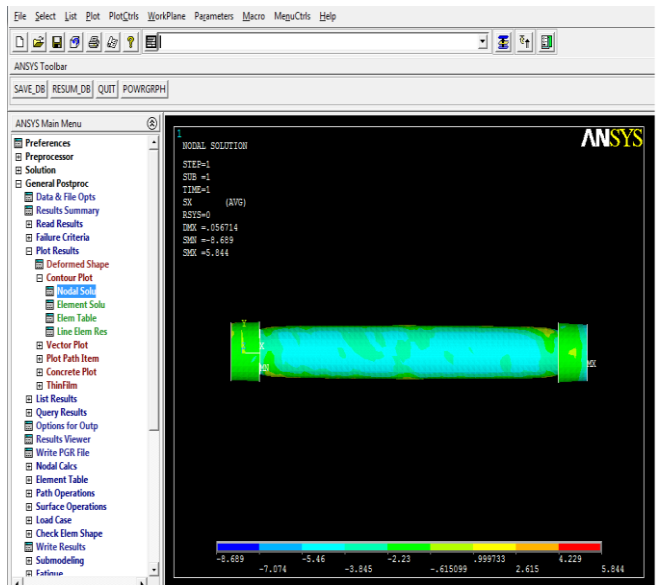 File Select List Plot PlotCtrls WorkPlane Parameters Macro MenuCtrls Help
ANSYS Toolbar
SAVE_DB RESUM_DB QUIT POWRGRPH
ANSYS Main Menu
Preferences
Preprocessor
Solution
General Postproc
Data & File Opts
Results Summary
Read Results
Failure Criteria
Plot Results
Deformed Shape
Contour Plot
Nodal Solu
Element Solu
Elem Table
Line Elem Res
Vector Plot
Plot Path Item
Concrete Plot
ThinFilm
List Results
Query Results
Options for Outp
Results Viewer
Write PGR File
Nodal Calcs
Element Table
Path Operations
Surface Operations
Load Case
Check Elem Shape
Write Results
Submodeling
Fatigue
1
ANSYS
NODAL SOLUTION
STEP=1
SUB =1
TIME=1
SX (AVG)
RSYS=0
DMX =.056714
SMN =-8.689
SMX =5.844
Y
X
MN
MX
-8.689 -5.46 -2.23 .999733 4.229
-7.074 -3.845 -.615099 2.615 5.844